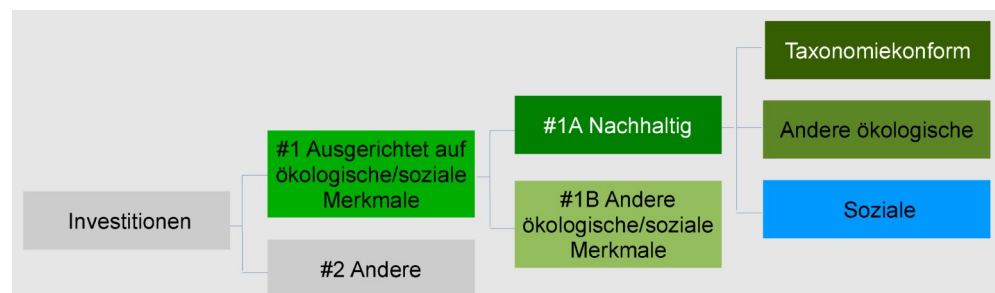 Investitionen
#1 Ausgerichtet auf
ökologische/soziale
Merkmale
#2 Andere
#1A Nachhaltig
#1B Andere
ökologische/soziale
Merkmale
Taxonomiekonform
Andere ökologische
Soziale